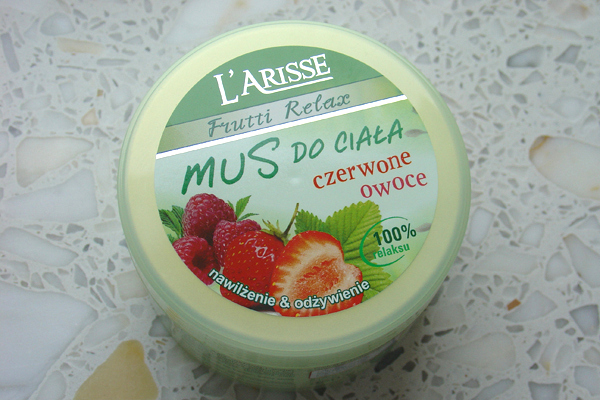 L'ARISSE
Frutti Relax
MUS DO CIAŁA
czerwone
owoce
100%
relaksu
nawilżenie & odżywienie